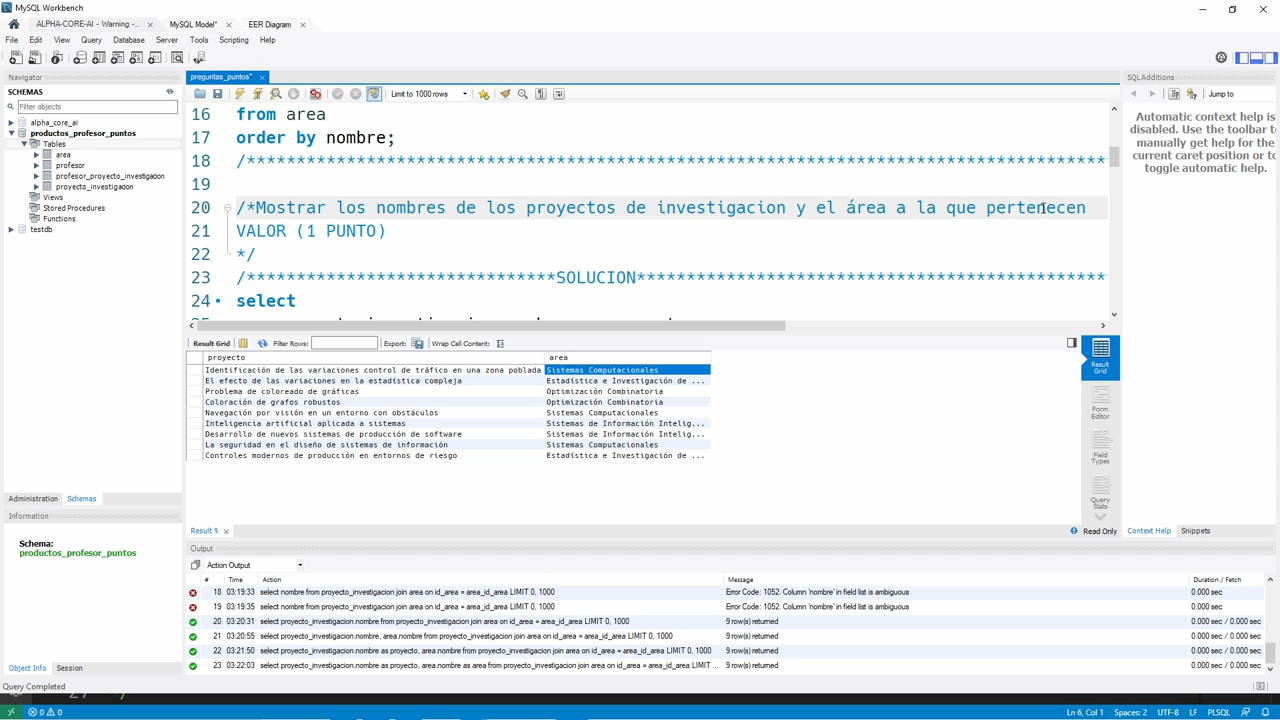 MySQL Workbench
ALPHA-CORE-AI - Warning -... × MySQL Model* × EER Diagram ×
File Edit View Query Database Server Tools Scripting Help
Navigator
SCHEMAS
Filter objects
alpha_core_ai
productos_profesor_puntos
Tables
area
profesor
profesor_proyecto_investigadon
proyecto_investigadon
Views
Stored Procedures
Functions
testdb
Administration Schemas
Information
Schema:
productos_profesor_puntos
Object Info Session
Query Completed
preguntas_puntos* ×
Limit to 1000 rows
16 from area
17 order by nombre;
18
19
20 /*Mostrar los nombres de los proyectos de investigacion y el área a la que pertenecen
21 VALOR (1 PUNTO)
22 */
23 /********************************SOLUCION
24 select
Result Grid Filter Rows: Export: Wrap Cell Content:
proyecto area
Identificación de las variaciones control de tráfico en una zona poblada Sistemas Computacionales
El efecto de las variaciones en la estadística compleja Estadística e Investigación de ...
Problema de coloreado de gráficas Optimización Combinatoria
Coloración de grafos robustos Optimización Combinatoria
Navegación por visión en un entorno con obstáculos Sistemas Computacionales
Inteligencia artificial aplicada a sistemas Sistemas de Información Intelig...
Desarrollo de nuevos sistemas de producción de software Sistemas de Información Intelig...
La seguridad en el diseño de sistemas de información Sistemas Computacionales
Controles modernos de producción en entornos de riesgo Estadística e Investigación de ...
Result Grid
Form Editor
Field Types
Query Stats
Result 9 ×
Read Only
Output
Action Output
# Time Action Message Duration / Fetch
18 03:19:33 select nombre from proyecto_investigacion join area on id_area = area_id_area LIMIT 0, 1000 Error Code: 1052. Column 'nombre' in field list is ambiguous 0.000 sec
19 03:19:35 select nombre from proyecto_investigacion join area on id_area = area_id_area LIMIT 0, 1000 Error Code: 1052. Column 'nombre' in field list is ambiguous 0.000 sec
20 03:20:31 select proyecto_investigacion.nombre from proyecto_investigacion join area on id_area = area_id_area LIMIT 0, 1000 9 row(s) returned 0.000 sec / 0.000 sec
21 03:20:55 select proyecto_investigacion.nombre, area.nombre from proyecto_investigacion join area on id_area = area_id_area LIMIT 0, 1000 9 row(s) returned 0.000 sec / 0.000 sec
22 03:21:50 select proyecto_investigacion.nombre as proyecto, area.nombre from proyecto_investigacion join area on id_area = area_id_area LIMIT 0, 1000 9 row(s) returned 0.000 sec / 0.000 sec
23 03:22:03 select proyecto_investigacion.nombre as proyecto, area.nombre as area from proyecto_investigacion join area on id_area = area_id_area LIMIT ... 9 row(s) returned 0.000 sec / 0.000 sec
SQLAdditions
Jump to
Automatic context help is
disabled. Use the toolbar to
manually get help for the
current caret position or to
toggle automatic help.
Context Help Snippets
0 0 Ln 6, Col 1 Spaces: 2 UTF-8 LF PLSQL